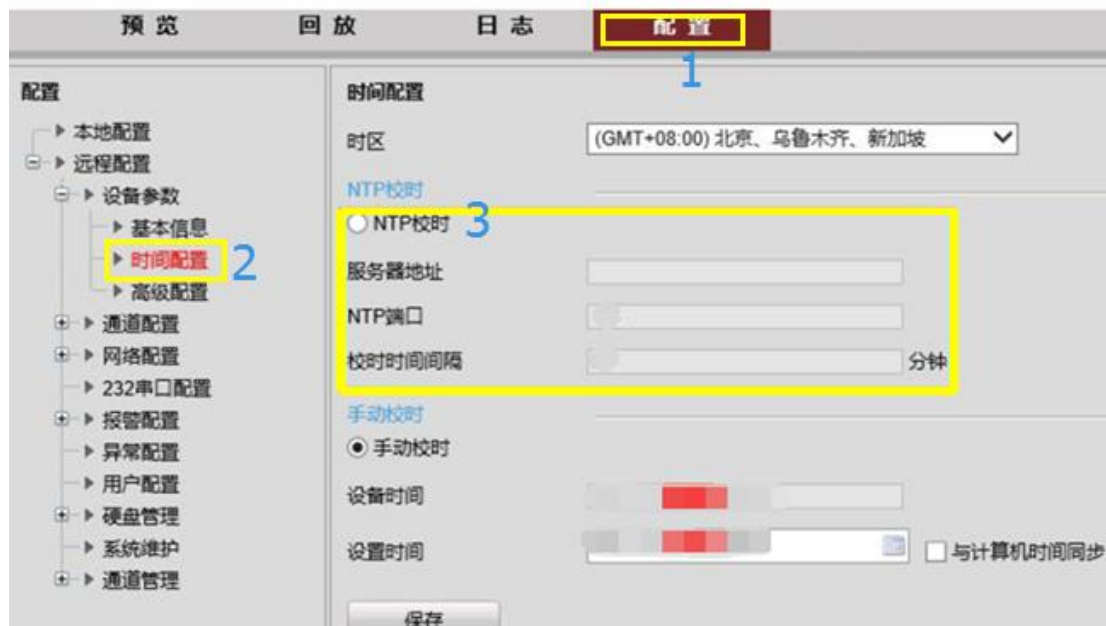 预览 回放 日志 配置
1
配置
本地配置
远程配置
设备参数
基本信息
时间配置 2
高级配置
通道配置
网络配置
232串口配置
报警配置
异常配置
用户配置
硬盘管理
系统维护
通道管理
时间配置
时区 (GMT+08:00) 北京、乌鲁木齐、新加坡
NTP校时
NTP校时 3
服务器地址
NTP端口
校时时间间隔 分钟
手动校时
手动校时
设备时间
设置时间 与计算机时间同步
保存